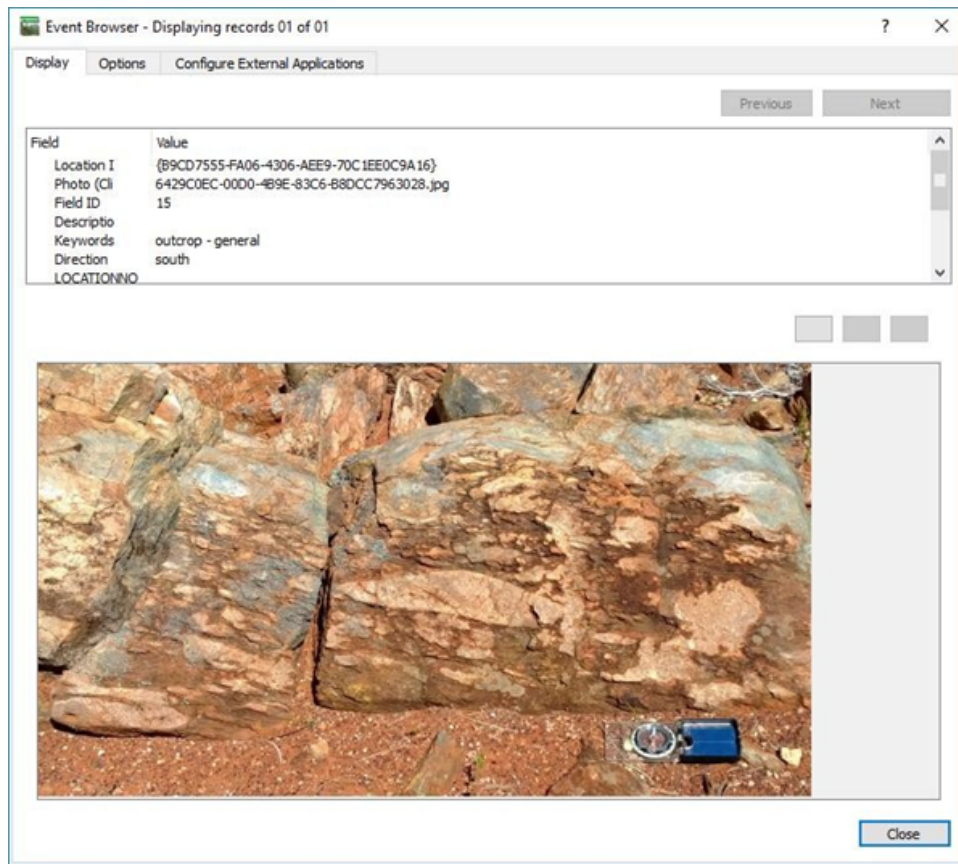 Event Browser - Displaying records 01 of 01 ? ×
Display Options Configure External Applications
Previous Next
Field Value
Location I {B9CD7555-FA06-4306-AEE9-70C1EE0C9A16}
Photo (Cli 6429C0EC-00D0-4B9E-83C6-B8DCC7963028.jpg
Field ID 15
Descriptio
Keywords outcrop - general
Direction south
LOCATIONNO
Close